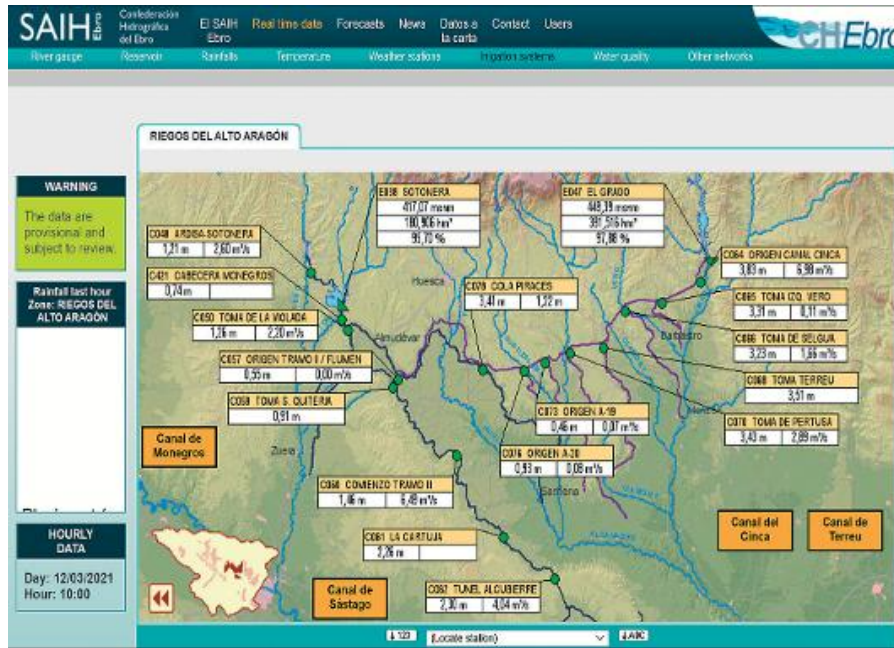 SAIH Ebro
Confederación
Hidrográfica
del Ebro
El SAIH
Ebro
Real time data
Forecasts
News
Datos a
la carta
Contact
Users
CHEbro
River gauge
Reservoir
Rainfalls
Temperature
Weather stations
Irrigation systems
Water quality
Other networks
RIEGOS DEL ALTO ARAGÓN
WARNING
The data are
provisional and
subject to review.
Rainfall last hour
Zone: RIEGOS DEL
ALTO ARAGÓN
HOURLY
DATA
Day: 12/03/2021
Hour: 10:00
E038 SOTONERA
417,07 msnm
180,906 hm³
95,70 %
E047 EL GRADO
449,39 msnm
391,516 hm³
97,88 %
C048 ARDISA-SOTONERA
1,21 m 2,60 m³/s
C421 CABECERA MONEGROS
0,74 m
C050 TOMA DE LA VIOLADA
1,26 m 2,20 m³/s
C057 ORIGEN TRAMO II / FLUMEN
0,55 m 0,00 m³/s
C058 TOMA S. QUITERIA
0,91 m
Huesca
Almudévar
Zuera
Barbastro
Sariñena
C079 COLA PIRACES
3,41 m
C064 ORIGEN CANAL CINCA
3,83 m 6,98 m³/s
C065 TOMA IZQ. VERO
3,31 m 0,11 m³/s
C066 TOMA DE SELGUA
3,23 m 1,66 m³/s
C068 TOMA TERREU
3,51 m
C070 TOMA DE PERTUSA
3,43 m 2,89 m³/s
C073 ORIGEN A-19
0,46 m 0,07 m³/s
C076 ORIGEN A-20
0,93 m 0,09 m³/s
Canal de
Monegros
C060 COMIENZO TRAMO II
1,46 m 6,49 m³/s
C061 LA CARTUJA
2,26 m
C062 TUNEL ALCUBIERRE
2,30 m 4,04 m³/s
Canal del
Cinca
Canal de
Terreu
Canal de
Sástago
123
(Locate station)
ABC